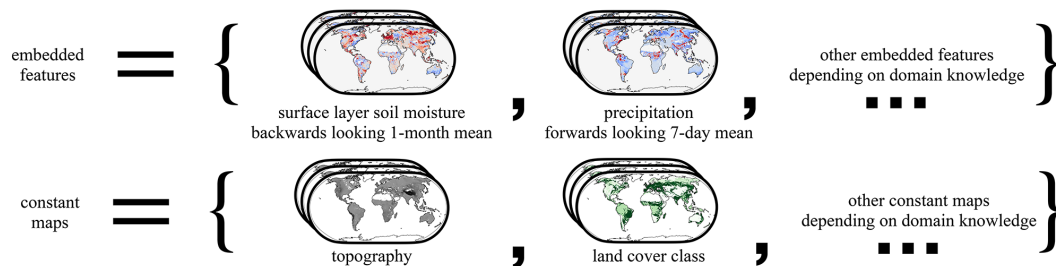 embedded
features
= {
surface layer soil moisture
backwards looking 1-month mean
,
precipitation
forwards looking 7-day mean
,
other embedded features
depending on domain knowledge
...
}
constant
maps
= {
topography
,
land cover class
,
other constant maps
depending on domain knowledge
...
}